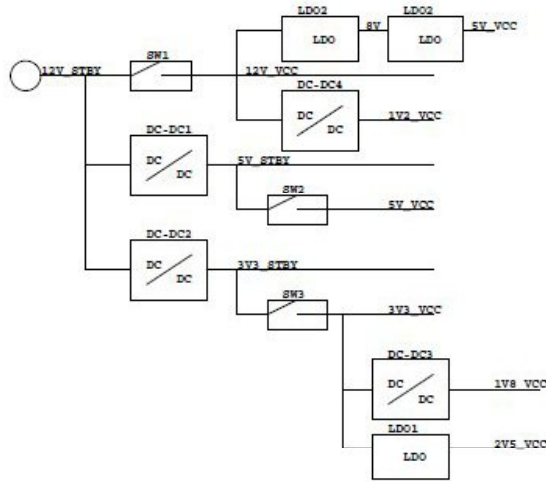 LDO2 LDO2
8V 5V_VCC
LDO LDO
SW1
12V_STBY 12V_VCC
DC-DC4
DC DC 1V2_VCC
DC-DC1
DC DC 5V_STBY
SW2
5V_VCC
DC-DC2
DC DC 3V3_STBY
SW3
3V3_VCC
DC-DC3
DC DC 1V8_VCC
LDO1
LDO 2V5_VCC